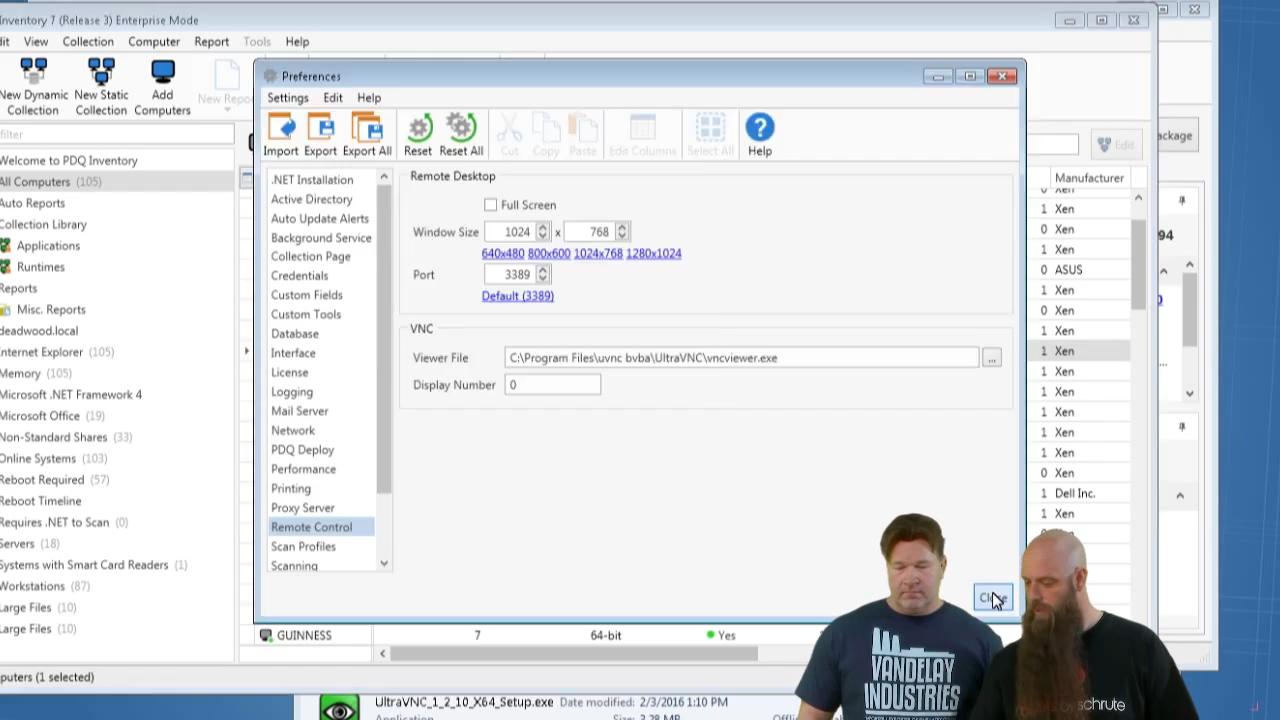 Inventory 7 (Release 3) Enterprise Mode
View Collection Computer Report Tools Help
New Dynamic Collection
New Static Collection
Add Computers
filter
Welcome to PDQ Inventory
All Computers (105)
Auto Reports
Collection Library
Applications
Runtimes
Reports
Misc. Reports
deadwood.local
Internet Explorer (105)
Memory (105)
Microsoft .NET Framework 4
Microsoft Office (19)
Non-Standard Shares (33)
Online Systems (103)
Reboot Required (57)
Reboot Timeline
Requires .NET to Scan (0)
Servers (18)
Systems with Smart Card Readers (1)
Workstations (87)
Large Files (10)
Large Files (10)
puters (1 selected)
Preferences
Settings Edit Help
Import Export Export All Reset Reset All Cut Copy Paste Edit Columns Select All Help
.NET Installation
Active Directory
Auto Update Alerts
Background Service
Collection Page
Credentials
Custom Fields
Custom Tools
Database
Interface
License
Logging
Mail Server
Network
PDQ Deploy
Performance
Printing
Proxy Server
Remote Control
Scan Profiles
Scanning
Remote Desktop
Full Screen
Window Size 1024 x 768
640x480 800x600 1024x768 1280x1024
Port 3389
Default (3389)
VNC
Viewer File C:\Program Files\uvnc bvba\UltraVNC\vncviewer.exe ...
Display Number 0
Edit
ackage
Manufacturer
1 Xen
0 Xen
1 Xen
0 ASUS
1 Xen
0 Xen
1 Xen
1 Xen
1 Xen
1 Xen
1 Xen
1 Xen
1 Xen
0 Xen
1 Dell Inc.
1 Xen
94
GUINNESS 7 64-bit Yes
UltraVNC_1_2_10_X64_Setup.exe Date modified: 2/3/2016 1:10 PM
VANDELAY
INDUSTRIES
schrute